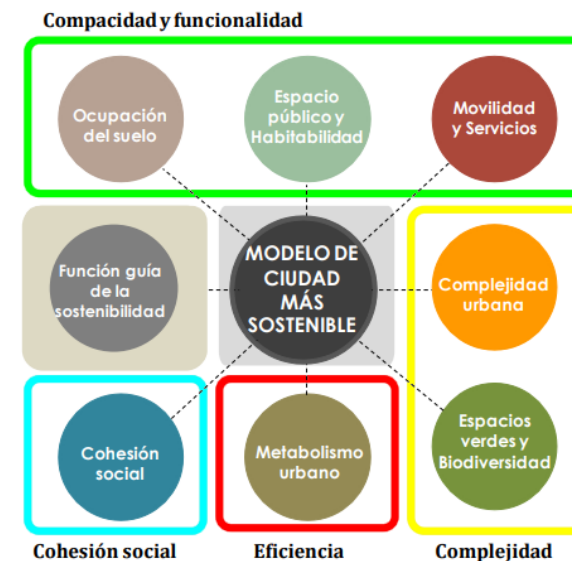 Compacidad y funcionalidad
Ocupación
del suelo
Espacio
público y
Habitabilidad
Movilidad
y Servicios
Función guía
de la
sostenibilidad
MODELO DE
CIUDAD
MÁS
SOSTENIBLE
Complejidad
urbana
Cohesión
social
Metabolismo
urbano
Espacios
verdes y
Biodiversidad
Cohesión social
Eficiencia
Complejidad